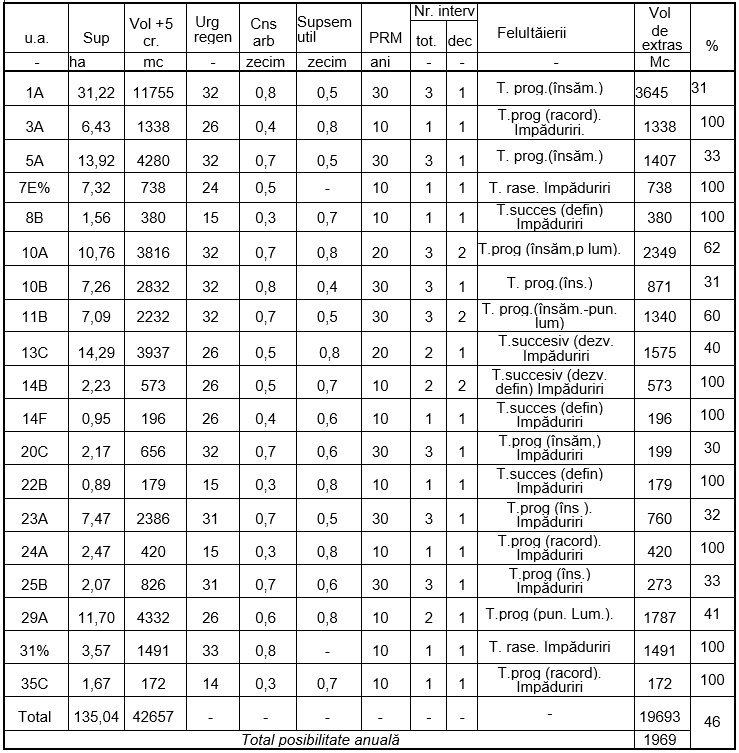 u.a. Sup Vol +5 cr. Urg regen Cns arb Supsem util PRM Nr. interv tot. dec Felultăierii Vol de extras %
- ha mc - zecim zecim ani - - - Mc
1A 31,22 11755 32 0,8 0,5 30 3 1 T. prog.(însăm.) 3645 31
3A 6,43 1338 26 0,4 0,8 10 1 1 T.prog (racord). Impăduriri. 1338 100
5A 13,92 4280 32 0,7 0,5 30 3 1 T. prog.(însăm.) 1407 33
7E% 7,32 738 24 0,5 - 10 1 1 T. rase. Impăduriri 738 100
8B 1,56 380 15 0,3 0,7 10 1 1 T.succes (defin) Impăduriri 380 100
10A 10,76 3816 32 0,7 0,8 20 3 2 T.prog (însăm,p lum). 2349 62
10B 7,26 2832 32 0,8 0,4 30 3 1 T. prog.(îns.) 871 31
11B 7,09 2232 32 0,7 0,5 30 3 2 T. prog.(însăm.-pun. lum) 1340 60
13C 14,29 3937 26 0,5 0,8 20 2 1 T.succesiv (dezv. Impăduriri 1575 40
14B 2,23 573 26 0,5 0,7 10 2 2 T.succesiv (dezv. defin) Impăduriri 573 100
14F 0,95 196 26 0,4 0,6 10 1 1 T.succes (defin) Impăduriri 196 100
20C 2,17 656 32 0,7 0,6 30 3 1 T.prog (însăm,) Impăduriri 199 30
22B 0,89 179 15 0,3 0,8 10 1 1 T.succes (defin) Impăduriri 179 100
23A 7,47 2386 31 0,7 0,5 30 3 1 T.prog (îns ). Impăduriri 760 32
24A 2,47 420 15 0,3 0,8 10 1 1 T.prog (racord). Impăduriri 420 100
25B 2,07 826 31 0,7 0,6 30 3 1 T.prog (îns.) Impăduriri 273 33
29A 11,70 4332 26 0,6 0,8 10 2 1 T.prog (pun. Lum.). 1787 41
31% 3,57 1491 33 0,8 - 10 1 1 T. rase. Impăduriri 1491 100
35C 1,67 172 14 0,3 0,7 10 1 1 T.prog (racord). Impăduriri 172 100
Total 135,04 42657 - - - - - - - 19693 46
Total posibilitate anuală 1969